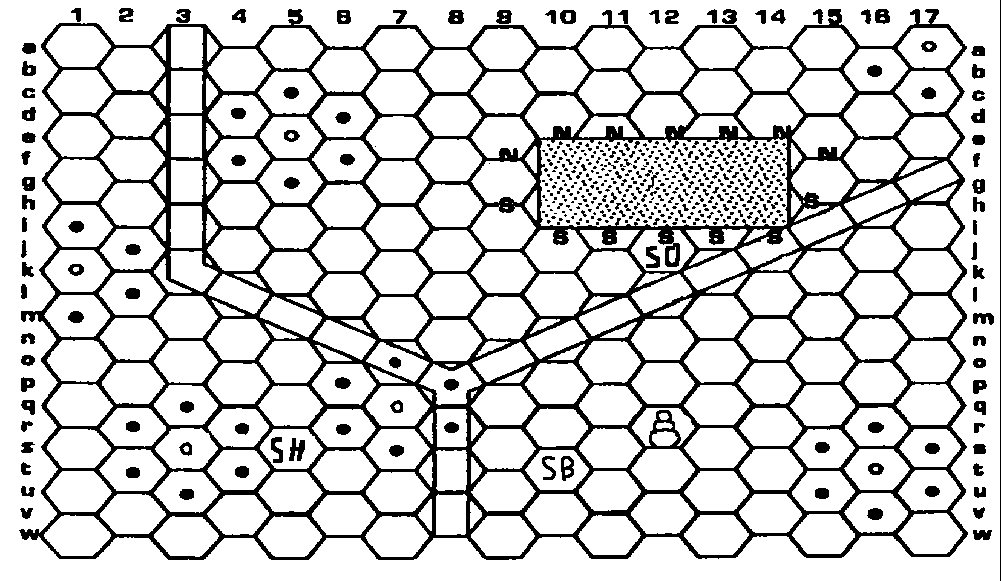 1 2 3 4 5 6 7 8 9 10 11 12 13 14 15 16 17
a a
b b
c c
d d
N N N N N
e e
N N
f f
g g
S S
h h
S S S S S
i i
SO
j j
k k
l l
m m
n n
o o
p p
q q
r r
SH
s s
SB
t t
u u
v v
w w